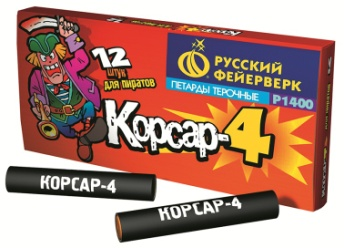 12
штук
для пиратов
РУССКИЙ
ФЕЙЕРВЕРК
ПЕТАРДЫ ТЕРОЧНЫЕ
Р1400
Корсар-4
КОРСАР-4
КОРСАР-4